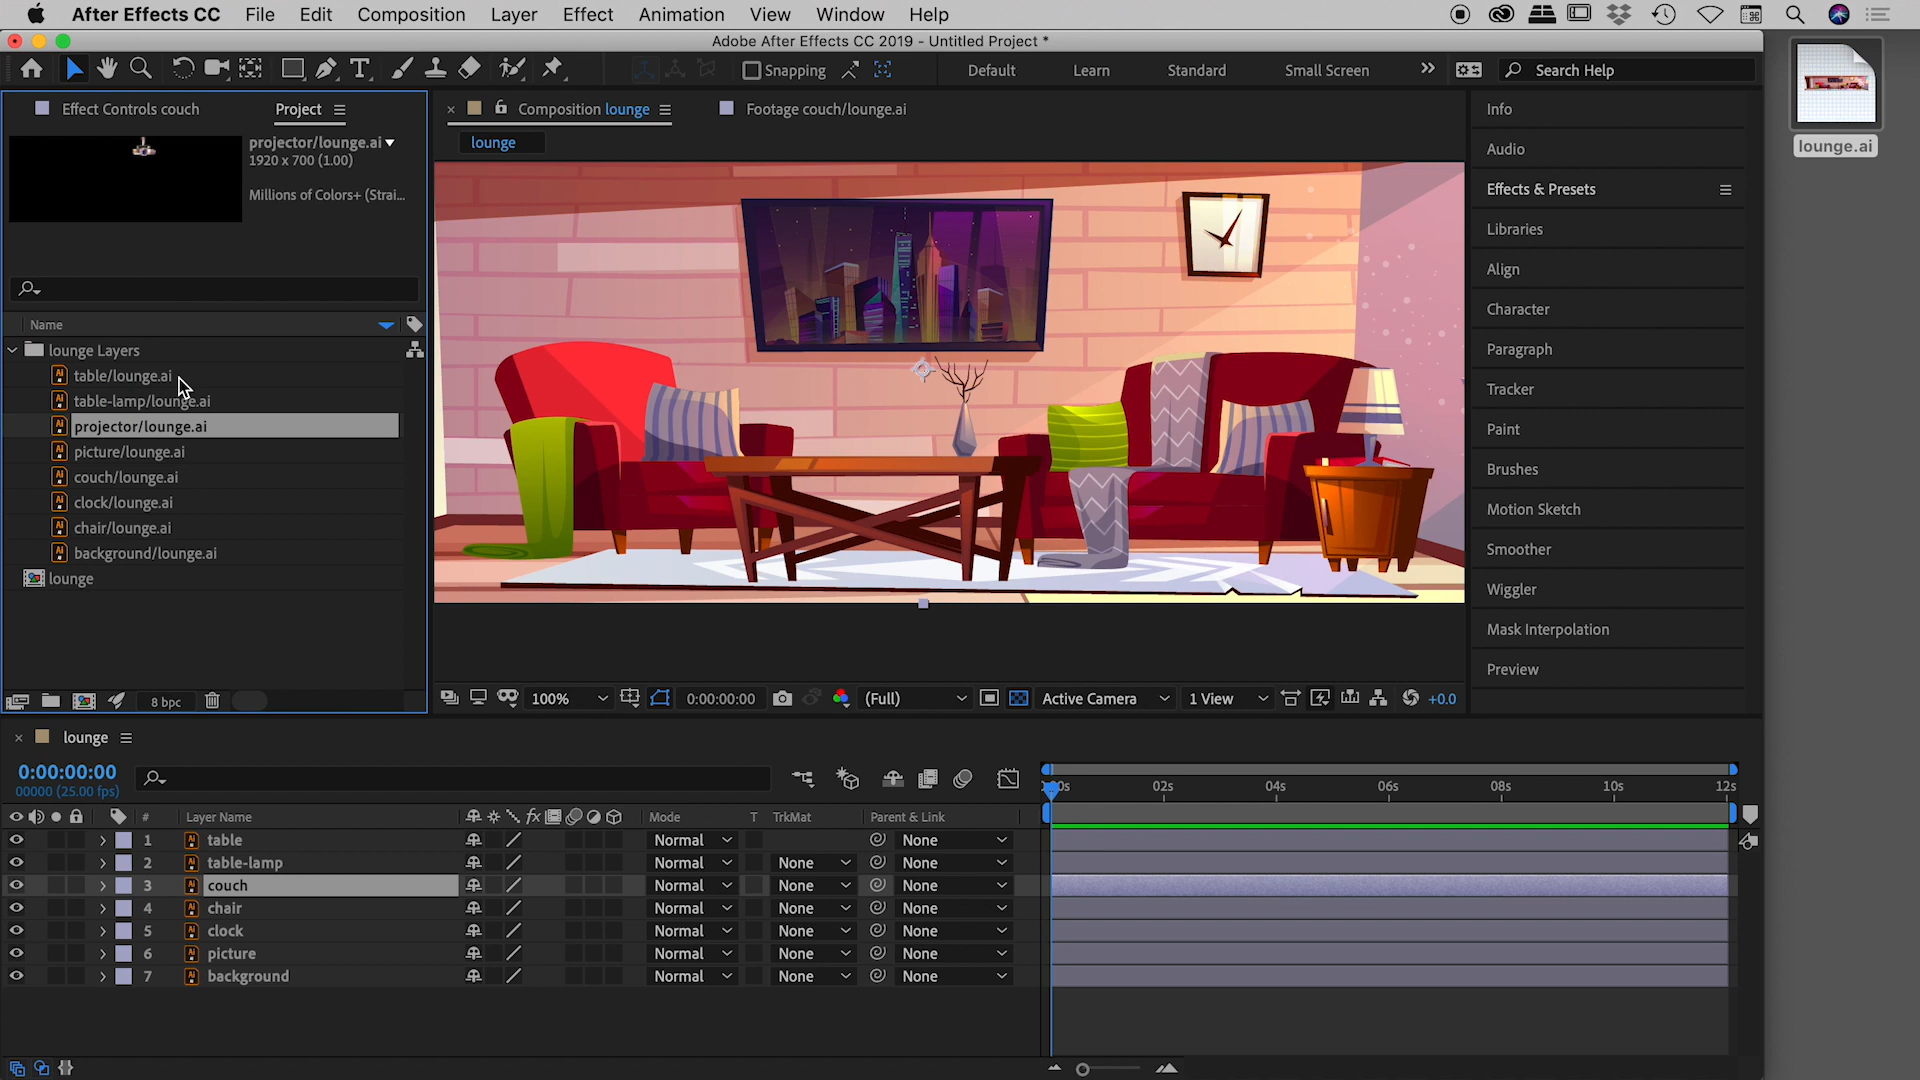 After Effects CC File Edit Composition Layer Effect Animation View Window Help
Adobe After Effects CC 2019 - Untitled Project *
Snapping
Default Learn Standard Small Screen
Search Help
Effect Controls couch
Project
projector/lounge.ai
1920 x 700 (1.00)
Millions of Colors+ (Strai...
Name
lounge Layers
table/lounge.ai
table-lamp/lounge.ai
projector/lounge.ai
picture/lounge.ai
couch/lounge.ai
clock/lounge.ai
chair/lounge.ai
background/lounge.ai
lounge
8 bpc
Composition lounge
Footage couch/lounge.ai
lounge
100% 0:00:00:00 (Full) Active Camera 1 View +0.0
Info
Audio
Effects & Presets
Libraries
Align
Character
Paragraph
Tracker
Paint
Brushes
Motion Sketch
Smoother
Wiggler
Mask Interpolation
Preview
lounge.ai
lounge
0:00:00:00
00000 (25.00 fps)
02s 04s 06s 08s 10s 12s
# Layer Name fx Mode T TrkMat Parent & Link
1 table Normal None
2 table-lamp Normal None None
3 couch Normal None None
4 chair Normal None None
5 clock Normal None None
6 picture Normal None None
7 background Normal None None